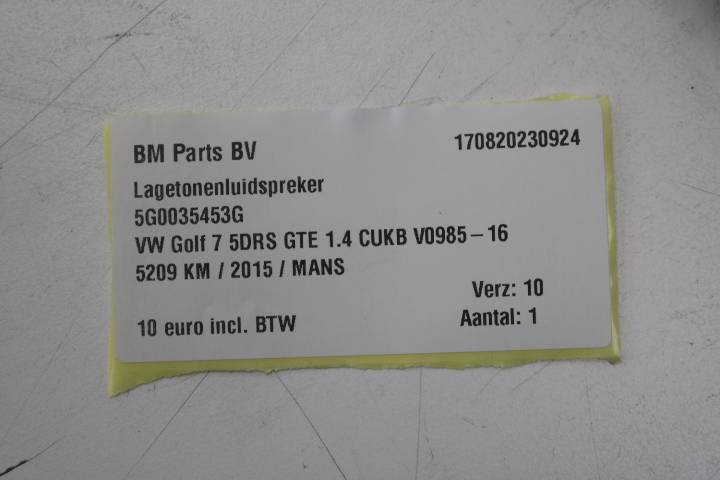 BM Parts BV 170820230924
Lagetonenluidspreker
5G0035453G
VW Golf 7 5DRS GTE 1.4 CUKB V0985-16
5209 KM / 2015 / MANS
Verz: 10
10 euro incl. BTW Aantal: 1